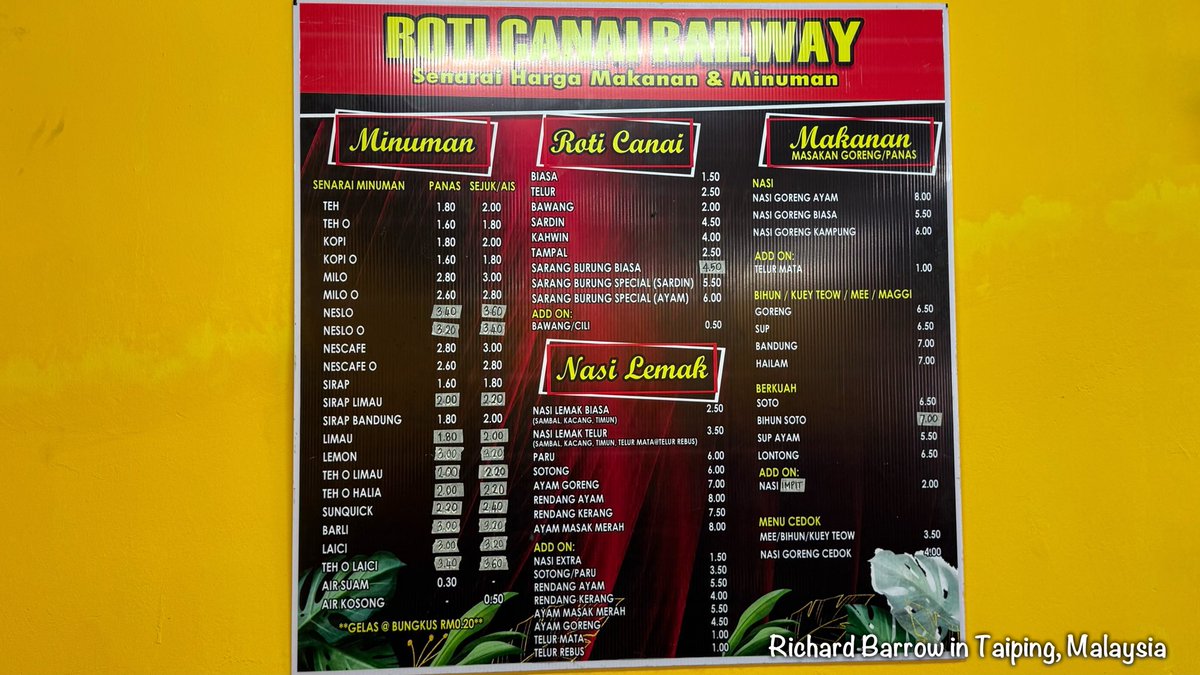 ROTI CANAI RAILWAY
Senarai Harga Makanan & Minuman
Minuman
SENARAI MINUMAN PANAS SEJUK/AIS
TEH 1.80 2.00
TEH O 1.60 1.80
KOPI 1.80 2.00
KOPI O 1.60 1.80
MILO 2.80 3.00
MILO O 2.60 2.80
NESLO 3.40 3.60
NESLO O 3.20 3.40
NESCAFE 2.80 3.00
NESCAFE O 2.60 2.80
SIRAP 1.60 1.80
SIRAP LIMAU 2.00 2.20
SIRAP BANDUNG 1.80 2.00
LIMAU 1.80 2.00
LEMON 3.00 3.20
TEH O LIMAU 2.00 2.20
TEH O HALIA 2.00 2.20
SUNQUICK 2.20 2.40
BARLI 3.00 3.20
LAICI 3.00 3.20
TEH O LAICI 3.40 3.60
AIR SUAM 0.30 -
AIR KOSONG - 0.50
**GELAS @ BUNGKUS RM0.20**
Roti Canai
BIASA 1.50
TELUR 2.50
BAWANG 2.00
SARDIN 4.50
KAHWIN 4.00
TAMPAL 2.50
SARANG BURUNG BIASA 4.50
SARANG BURUNG SPECIAL (SARDIN) 5.50
SARANG BURUNG SPECIAL (AYAM) 6.00
ADD ON:
BAWANG/CILI 0.50
Nasi Lemak
NASI LEMAK BIASA 2.50
(SAMBAL, KACANG, TIMUN)
NASI LEMAK TELUR 3.50
(SAMBAL, KACANG, TIMUN, TELUR MATA@TELUR REBUS)
PARU 6.00
SOTONG 6.00
AYAM GORENG 7.00
RENDANG AYAM 8.00
RENDANG KERANG 7.50
AYAM MASAK MERAH 8.00
ADD ON:
NASI EXTRA 1.50
SOTONG/PARU 3.50
RENDANG AYAM 5.50
RENDANG KERANG 4.00
AYAM MASAK MERAH 5.50
AYAM GORENG 4.50
TELUR MATA 1.00
TELUR REBUS 1.00
Makanan
MASAKAN GORENG/PANAS
NASI
NASI GORENG AYAM 8.00
NASI GORENG BIASA 5.50
NASI GORENG KAMPUNG 6.00
ADD ON:
TELUR MATA 1.00
BIHUN / KUEY TEOW / MEE / MAGGI
GORENG 6.50
SUP 6.50
BANDUNG 7.00
HAILAM 7.00
BERKUAH
SOTO 6.50
BIHUN SOTO 7.00
SUP AYAM 5.50
LONTONG 6.50
ADD ON:
NASI IMPIT 2.00
MENU CEDOK
MEE/BIHUN/KUEY TEOW 3.50
NASI GORENG CEDOK 4.00
Richard Barrow in Taiping, Malaysia